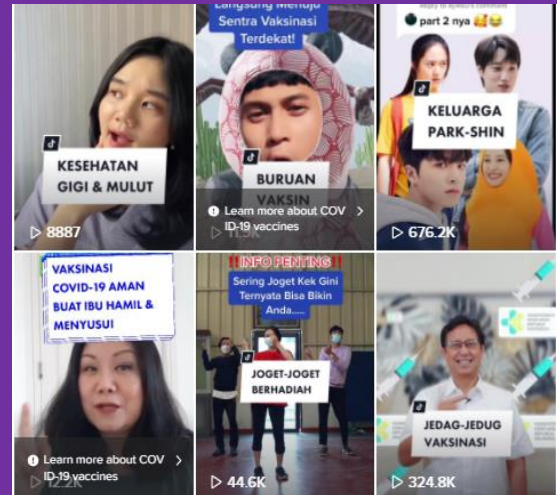 KESEHATAN
GIGI & MULUT
8887
Langsung Menuju
Sentra Vaksinasi
Terdekat!
BURUAN
VAKSIN
Learn more about COV
ID-19 vaccines
part 2 nya 🥰😂
KELUARGA
PARK-SHIN
676.2K
VAKSINASI
COVID-19 AMAN
BUAT IBU HAMIL &
MENYUSUI
Learn more about COV
ID-19 vaccines
12.2K
‼️INFO PENTING‼️
Sering Joget Kek Gini
Ternyata Bisa Bikin
Anda.....
JOGET-JOGET
BERHADIAH
44.6K
JEDAG-JEDUG
VAKSINASI
324.8K